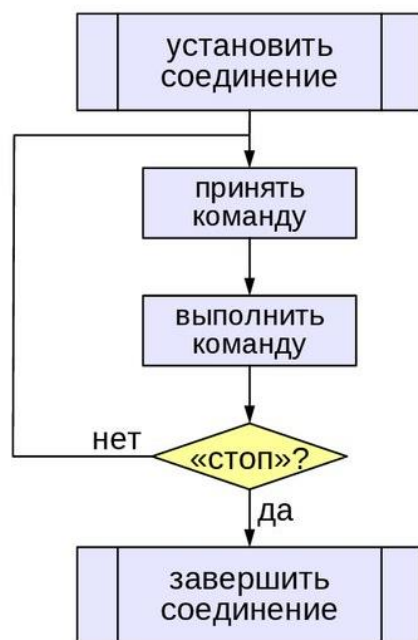 установить
соединение
принять
команду
выполнить
команду
нет
«стоп»?
да
завершить
соединение